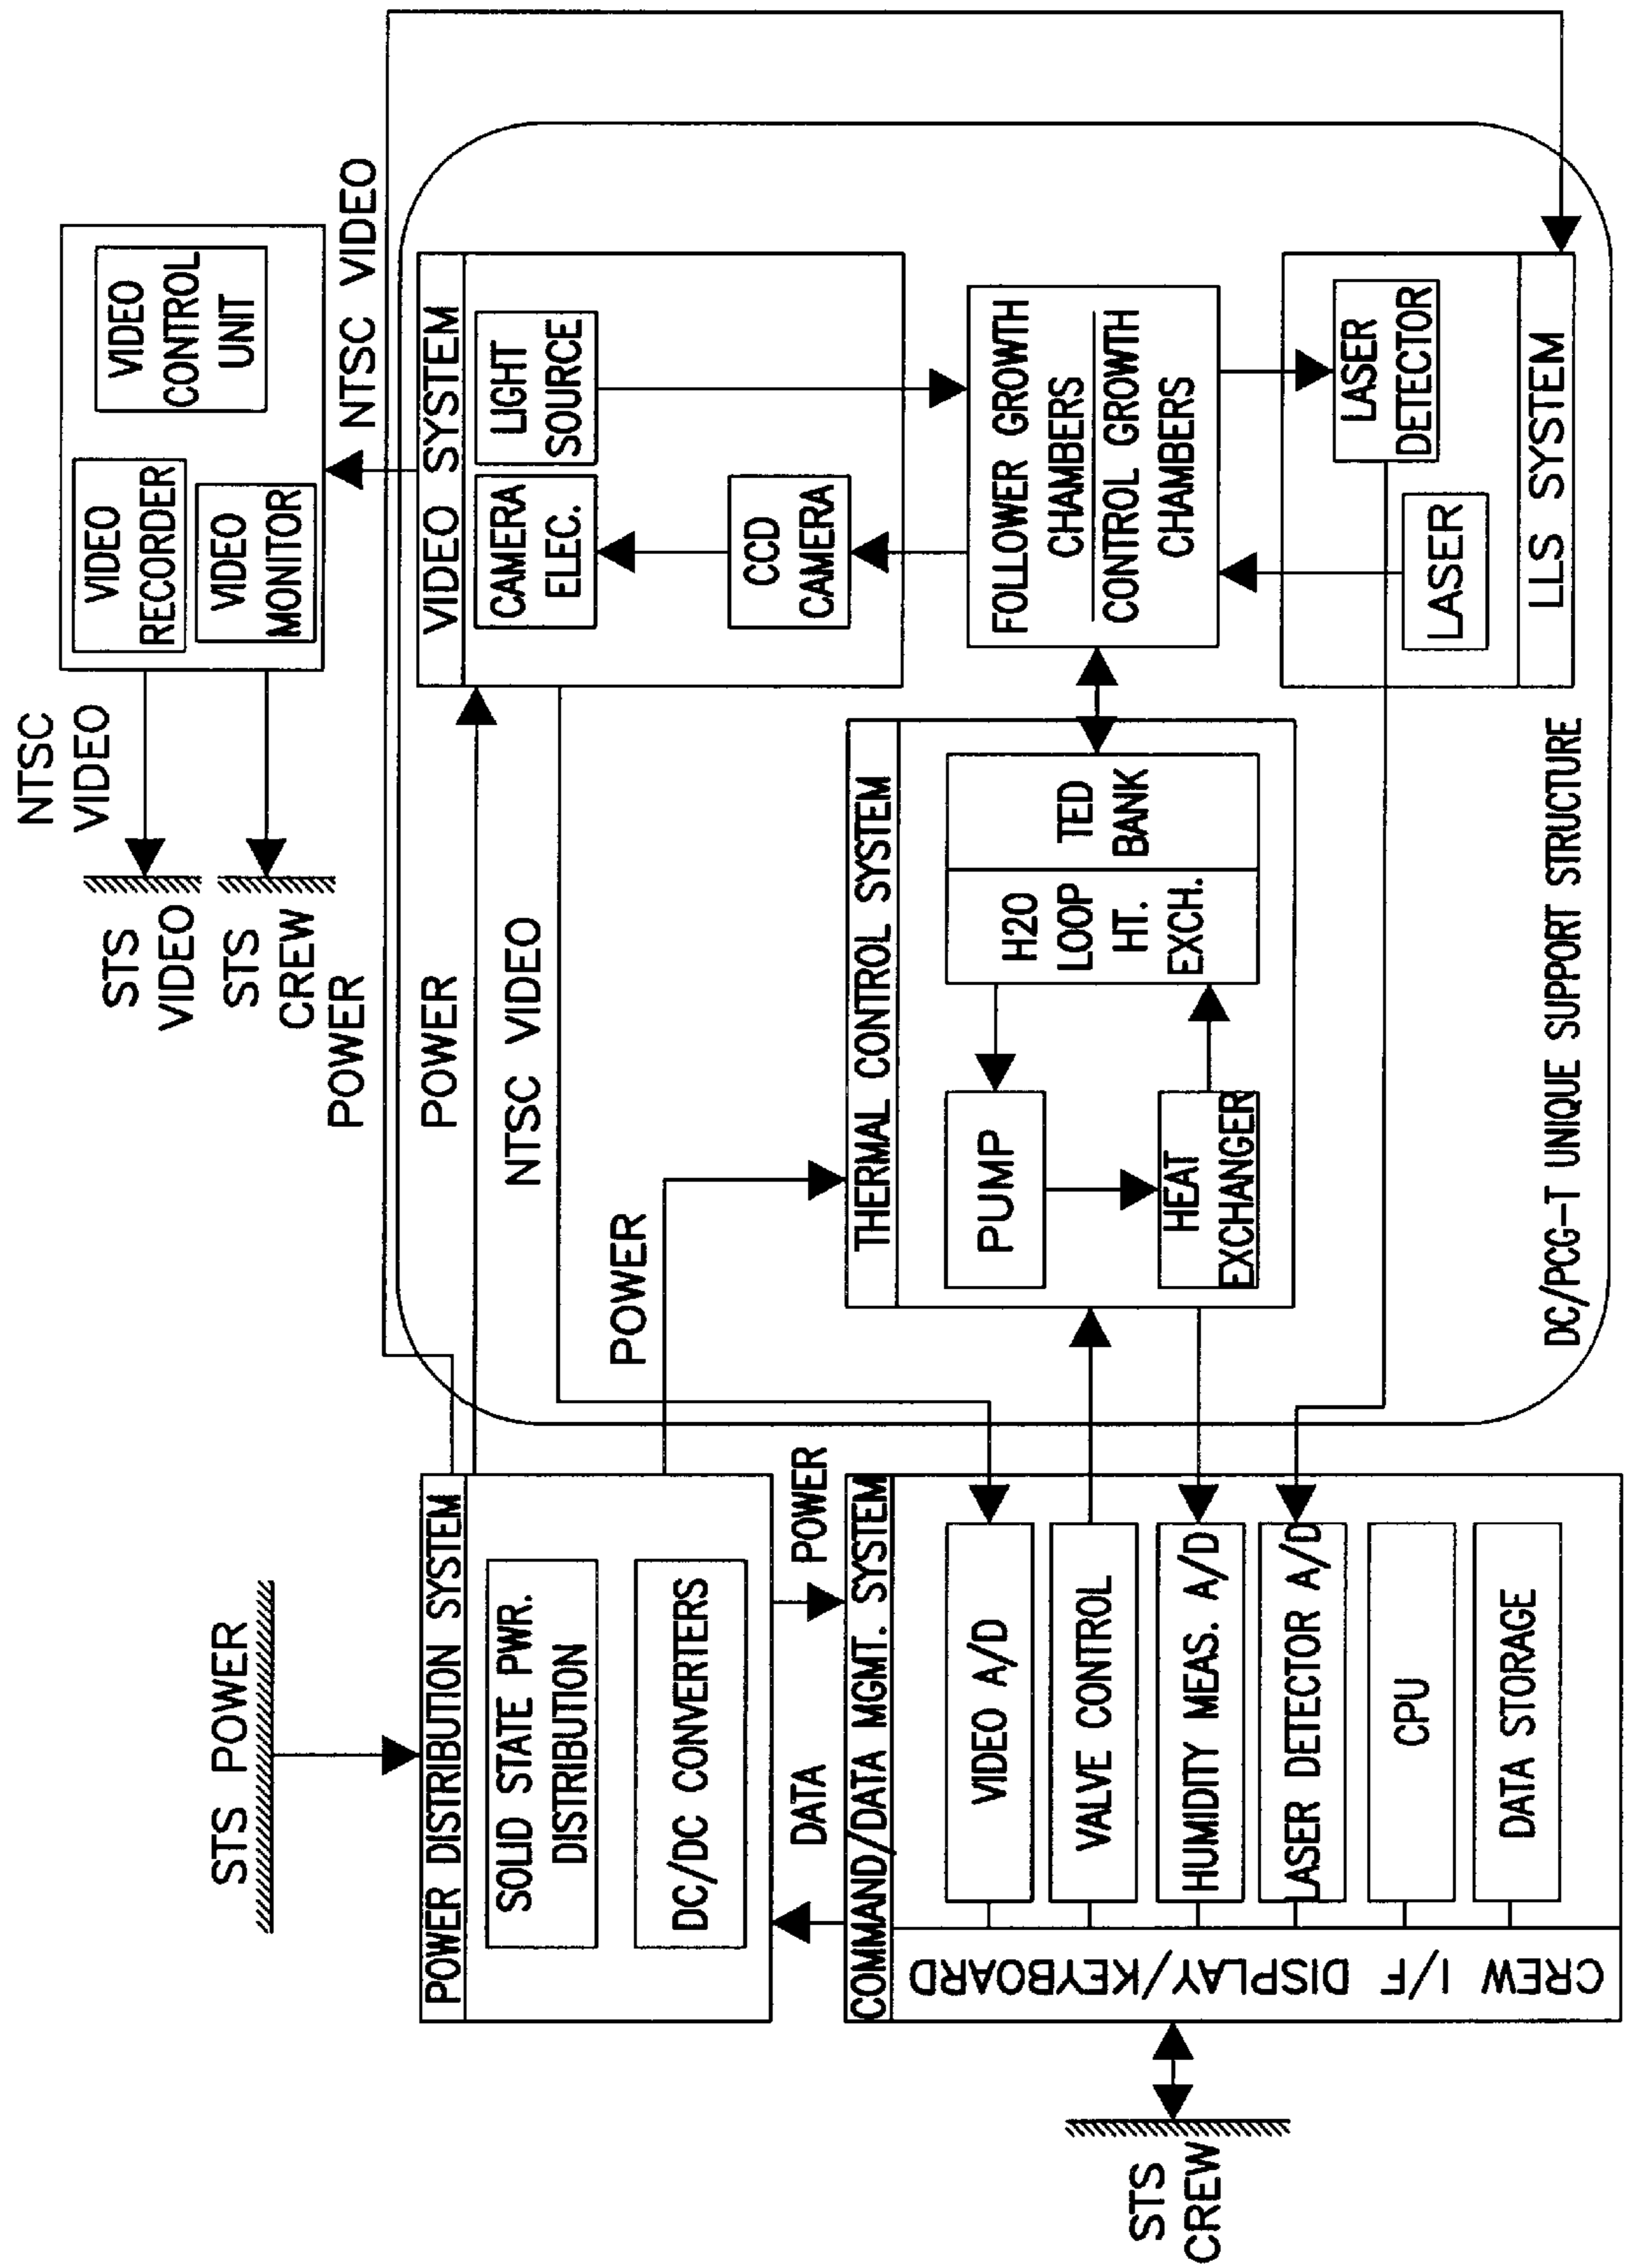 STS POWER
POWER DISTRIBUTION SYSTEM
SOLID STATE PWR.
DISTRIBUTION
DC/DC CONVERTERS
DATA
POWER
COMMAND/DATA MGMT. SYSTEM
VIDEO A/D
VALVE CONTROL
HUMIDITY MEAS. A/D
LASER DETECTOR A/D
CPU
DATA STORAGE
CREW I/F DISPLAY/KEYBOARD
STS
CREW
NTSC
VIDEO
STS
VIDEO
STS
CREW
VIDEO
RECORDER
VIDEO
MONITOR
VIDEO
CONTROL
UNIT
NTSC VIDEO
POWER
POWER
NTSC VIDEO
POWER
VIDEO SYSTEM
CAMERA
ELEC.
LIGHT
SOURCE
CCD
CAMERA
THERMAL CONTROL SYSTEM
PUMP
HEAT
EXCHANGER
H2O
LOOP
HT.
EXCH.
TED
BANK
FOLLOWER GROWTH
CHAMBERS
CONTROL GROWTH
CHAMBERS
LASER
DETECTOR
LASER
LLS SYSTEM
DC/PCG-T UNIQUE SUPPORT STRUCTURE